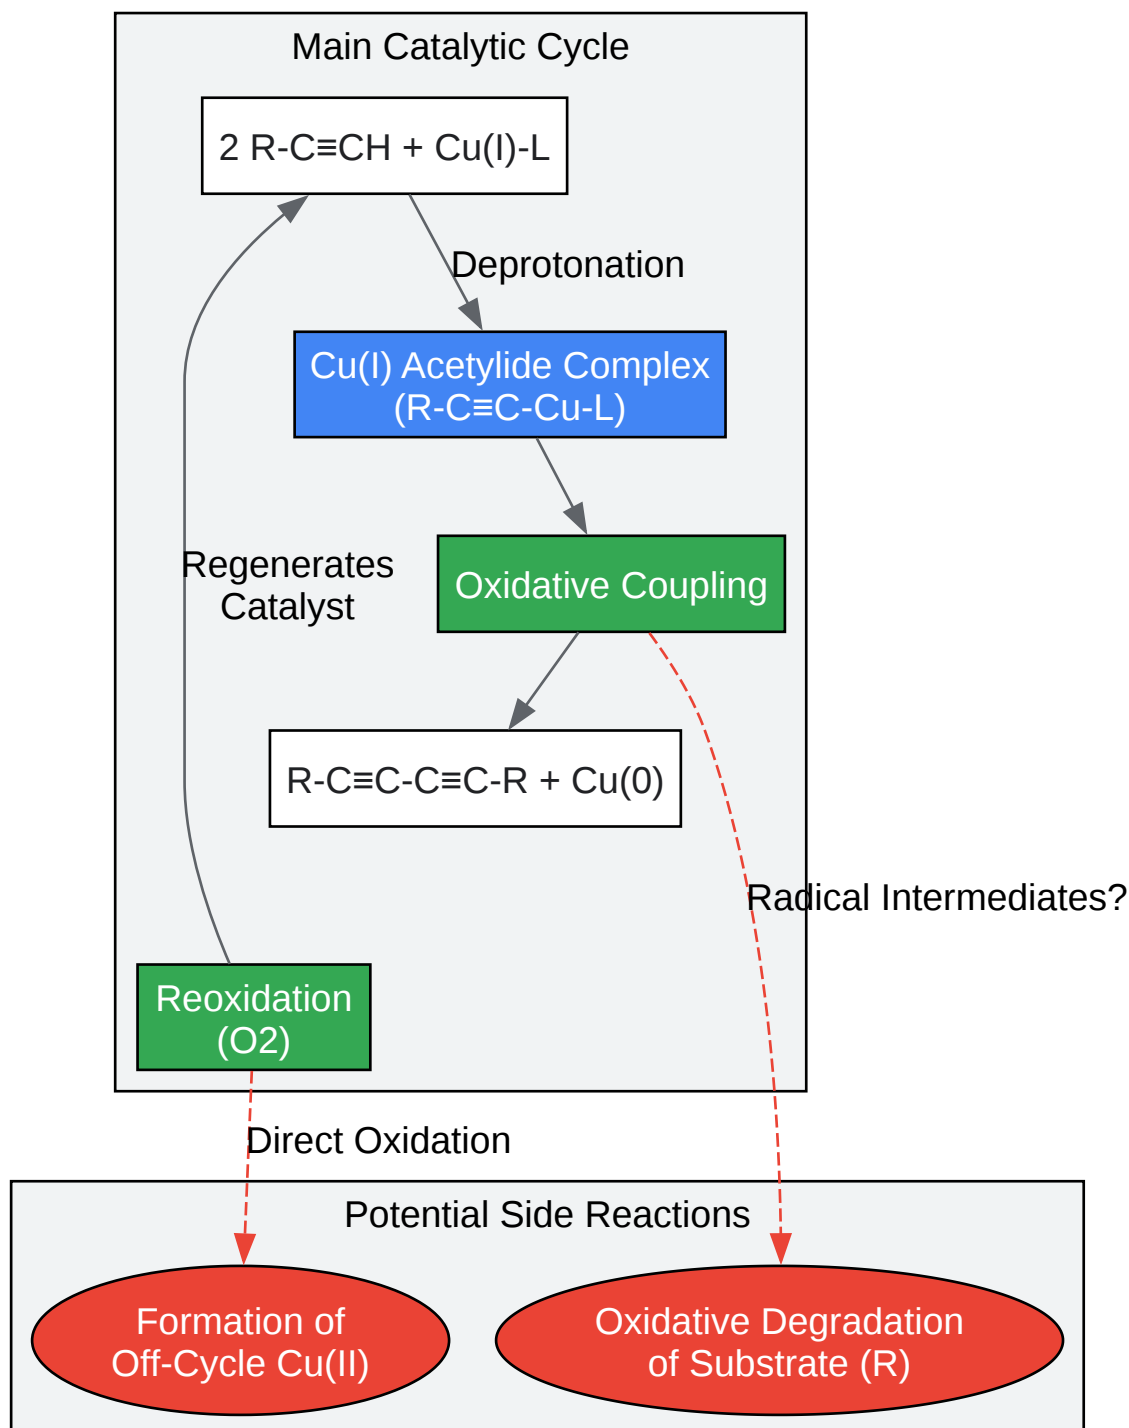 Main Catalytic Cycle
2 R-C≡CH + Cu(I)-L
Deprotonation
Cu(I) Acetylide Complex
(R-C≡C-Cu-L)
Regenerates
Catalyst
Oxidative Coupling
R-C≡C-C≡C-R + Cu(0)
Radical Intermediates?
Reoxidation
(O2)
Direct Oxidation
Potential Side Reactions
Formation of
Off-Cycle Cu(II)
Oxidative Degradation
of Substrate (R)